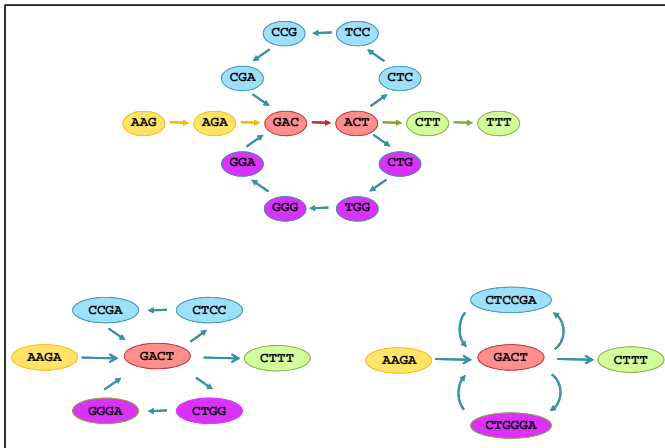 CCG TCC
CGA CTC
AAG AGA GAC ACT CTT TTT
GGA CTG
GGG TGG
CCGA CTCC
AAGA GACT CTTT
GGGA CTGG
CTCCGA
AAGA GACT CTTT
CTGGGA